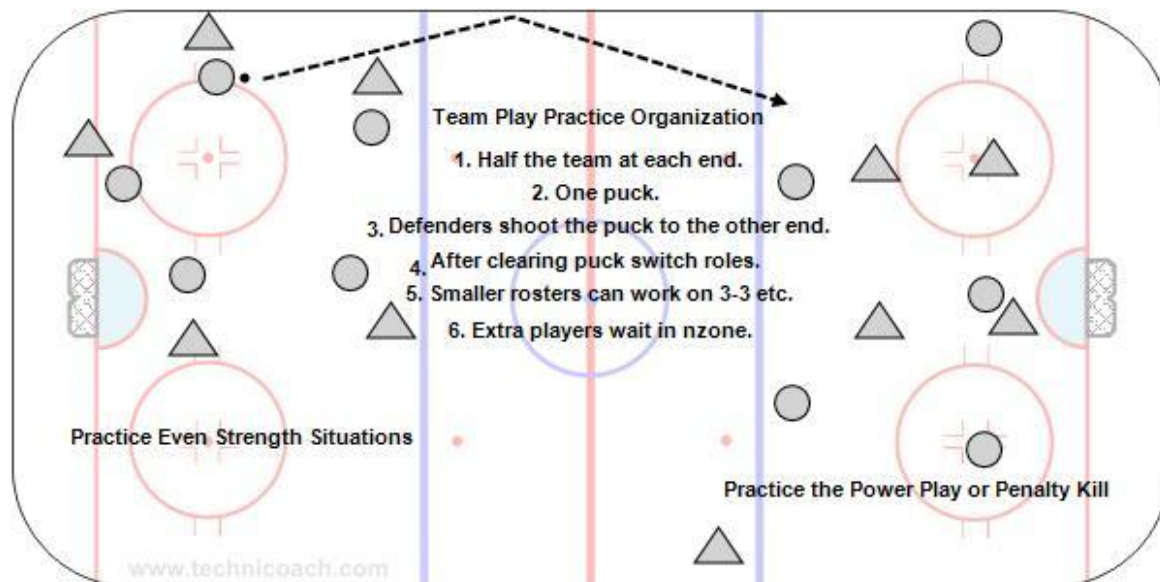 Team Play Practice Organization
1. Half the team at each end.
2. One puck.
3. Defenders shoot the puck to the other end.
4. After clearing puck switch roles.
5. Smaller rosters can work on 3-3 etc.
6. Extra players wait in nzone.
Practice Even Strength Situations
Practice the Power Play or Penalty Kill
www.technicoach.com